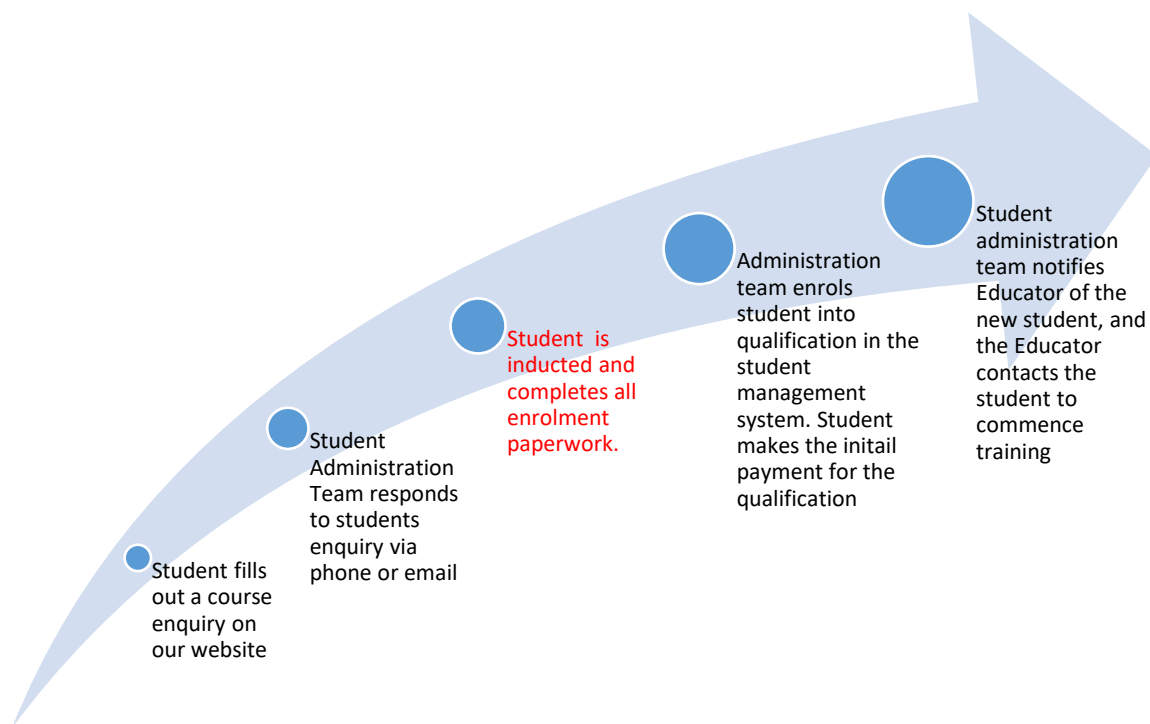 Student fills
out a course
enquiry on
our website
Student
Administration
Team responds
to students
enquiry via
phone or email
Student  is
inducted and
completes all
enrolment
paperwork.
Administration
team enrols
student into
qualification in the
student
management
system. Student
makes the initail
payment for the
qualification
Student
administration
team notifies
Educator of the
new student, and
the Educator
contacts the
student to
commence
training